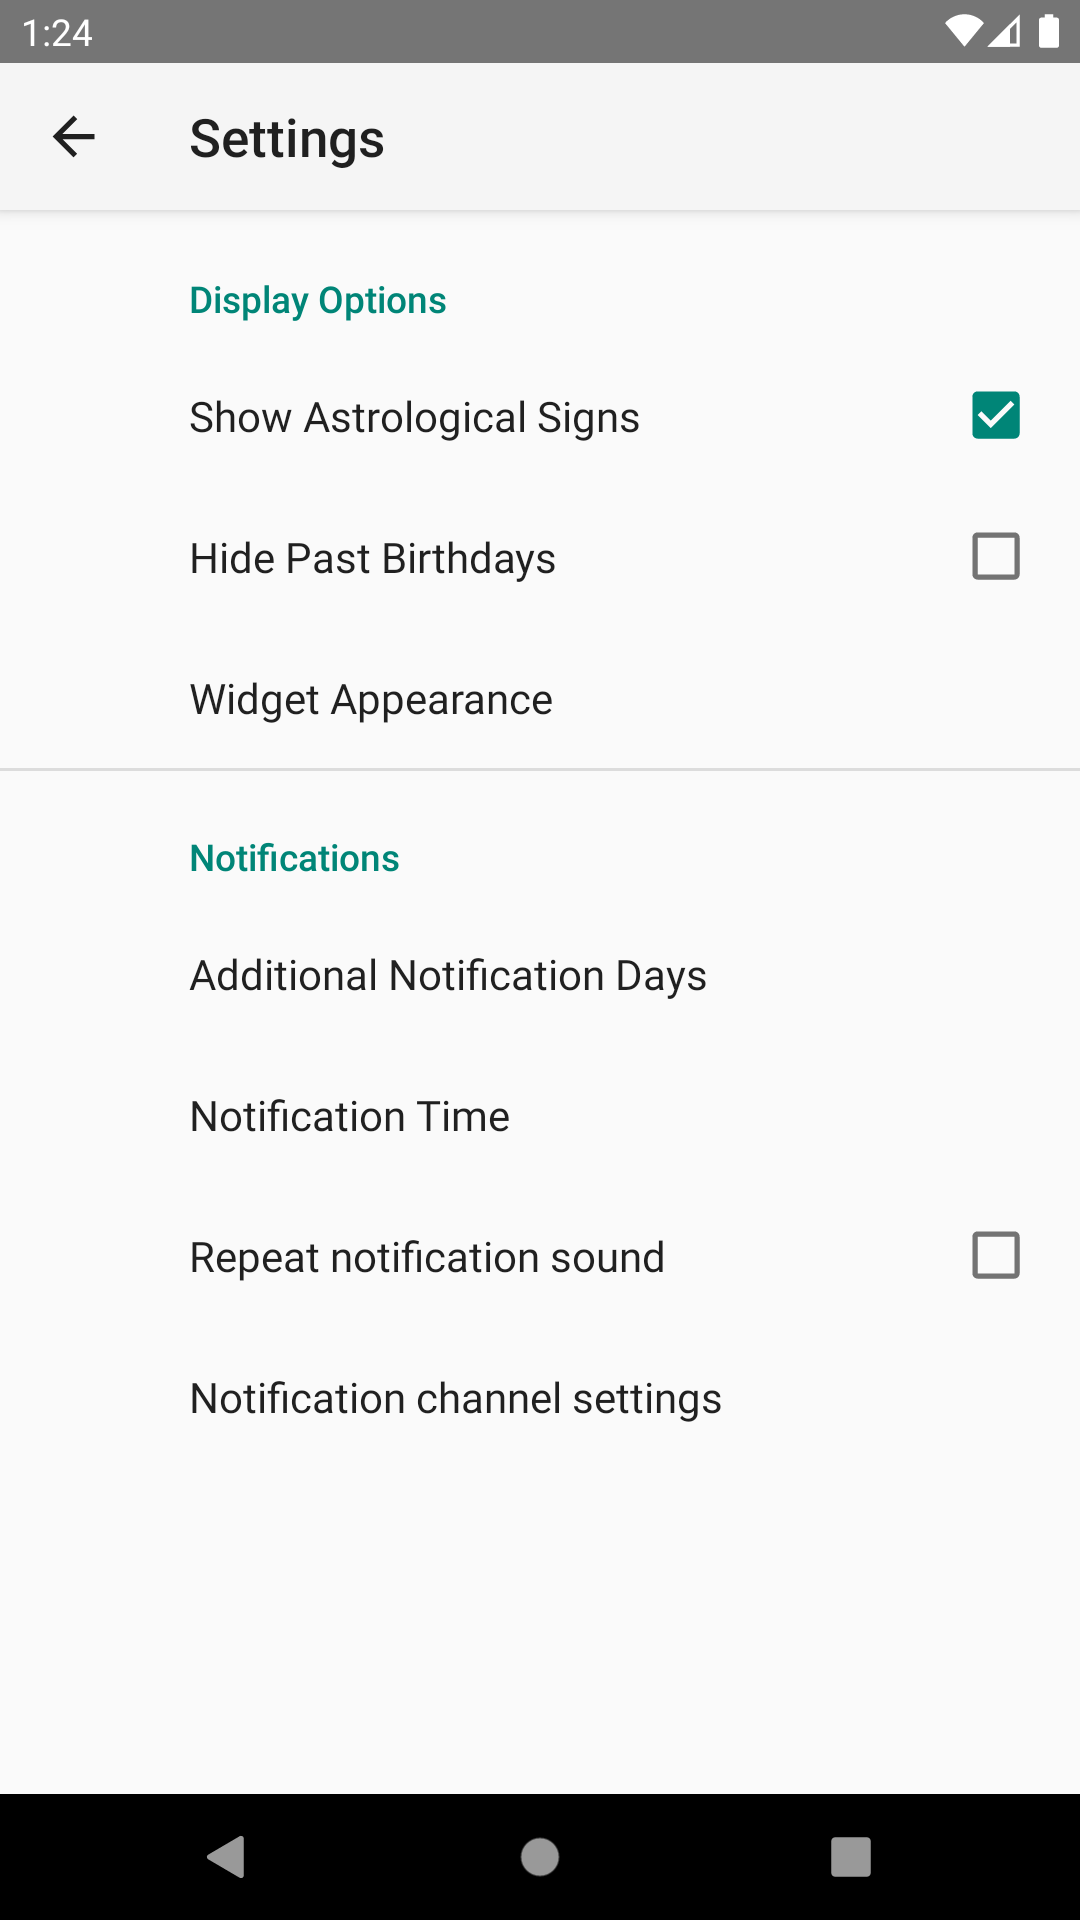 1:24
Settings
Display Options
Show Astrological Signs
Hide Past Birthdays
Widget Appearance
Notifications
Additional Notification Days
Notification Time
Repeat notification sound
Notification channel settings